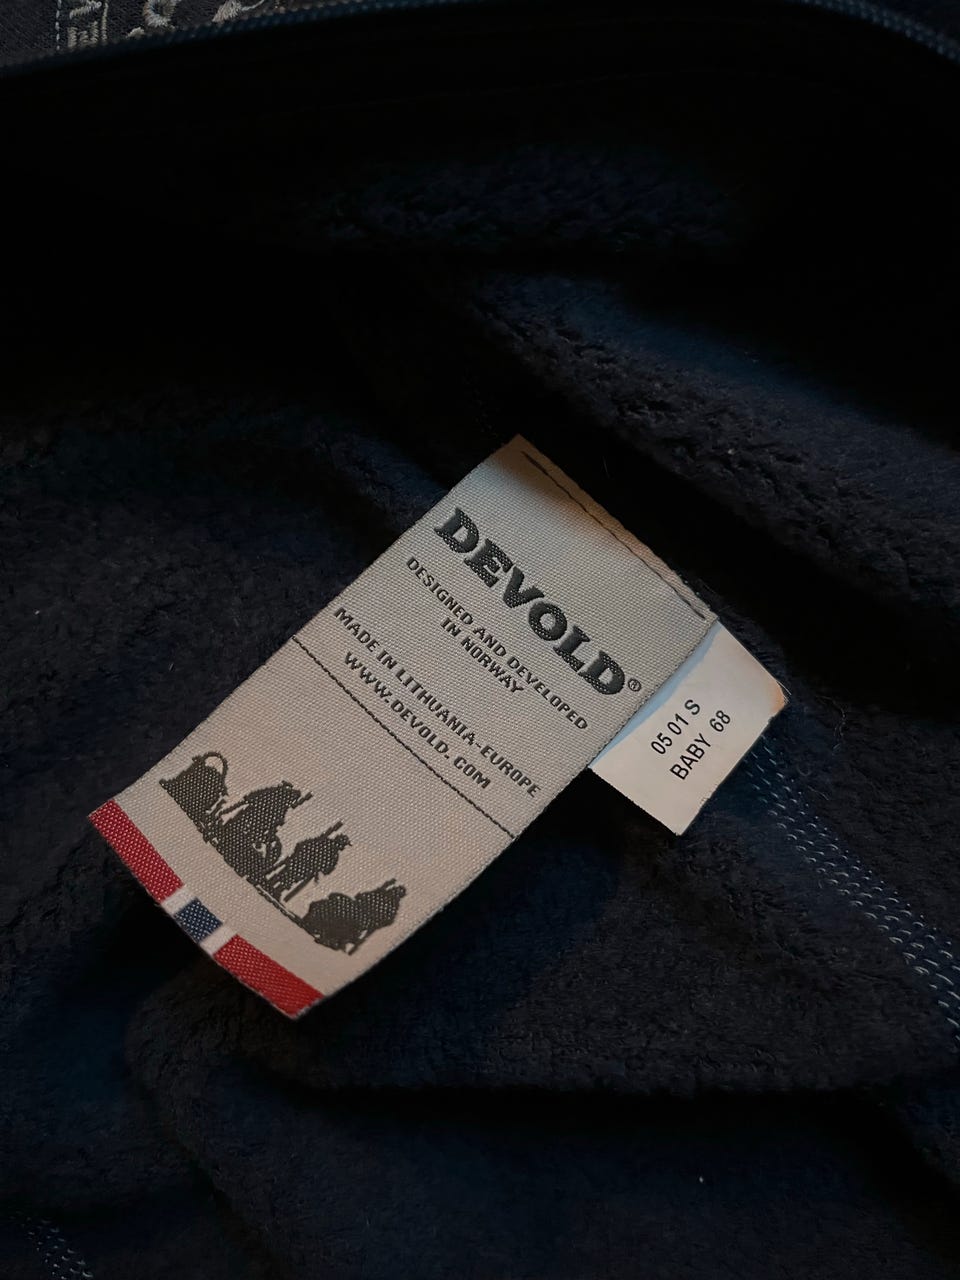 DEVOLD®
DESIGNED AND DEVELOPED
IN NORWAY
MADE IN LITHUANIA-EUROPE
WWW.DEVOLD.COM
05 01 S
BABY 68